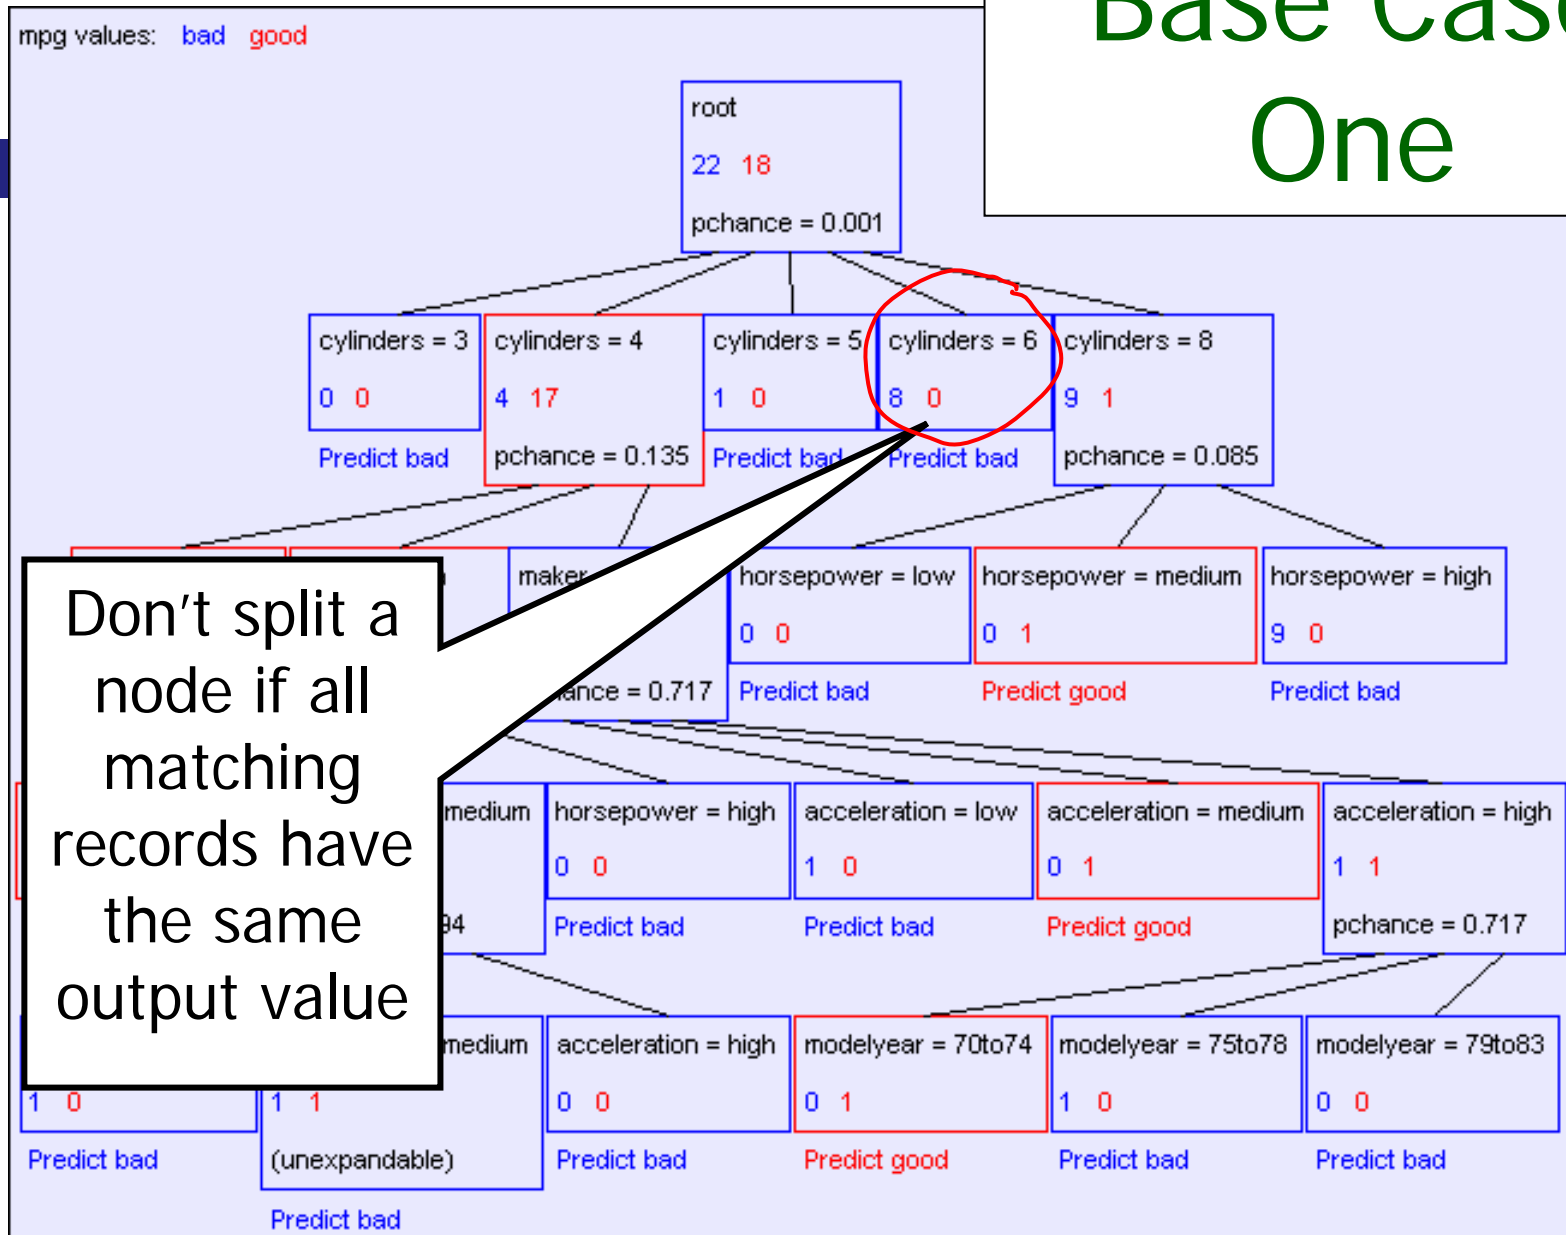 Base Case
One
mpg values: bad good
root
22 18
pchance = 0.001
cylinders = 3
0 0
Predict bad
cylinders = 4
4 17
pchance = 0.135
cylinders = 5
1 0
Predict bad
cylinders = 6
8 0
Predict bad
cylinders = 8
9 1
pchance = 0.085
maker
= 0.717
horsepower = low
0 0
Predict bad
horsepower = medium
0 1
Predict good
horsepower = high
9 0
Predict bad
Don't split a
node if all
matching
records have
the same
output value
medium
94
horsepower = high
0 0
Predict bad
acceleration = low
1 0
Predict bad
acceleration = medium
0 1
Predict good
acceleration = high
1 1
pchance = 0.717
1 0
Predict bad
medium
1 1
(unexpandable)
Predict bad
acceleration = high
0 0
Predict bad
modelyear = 70to74
0 1
Predict good
modelyear = 75to78
1 0
Predict bad
modelyear = 79to83
0 0
Predict bad